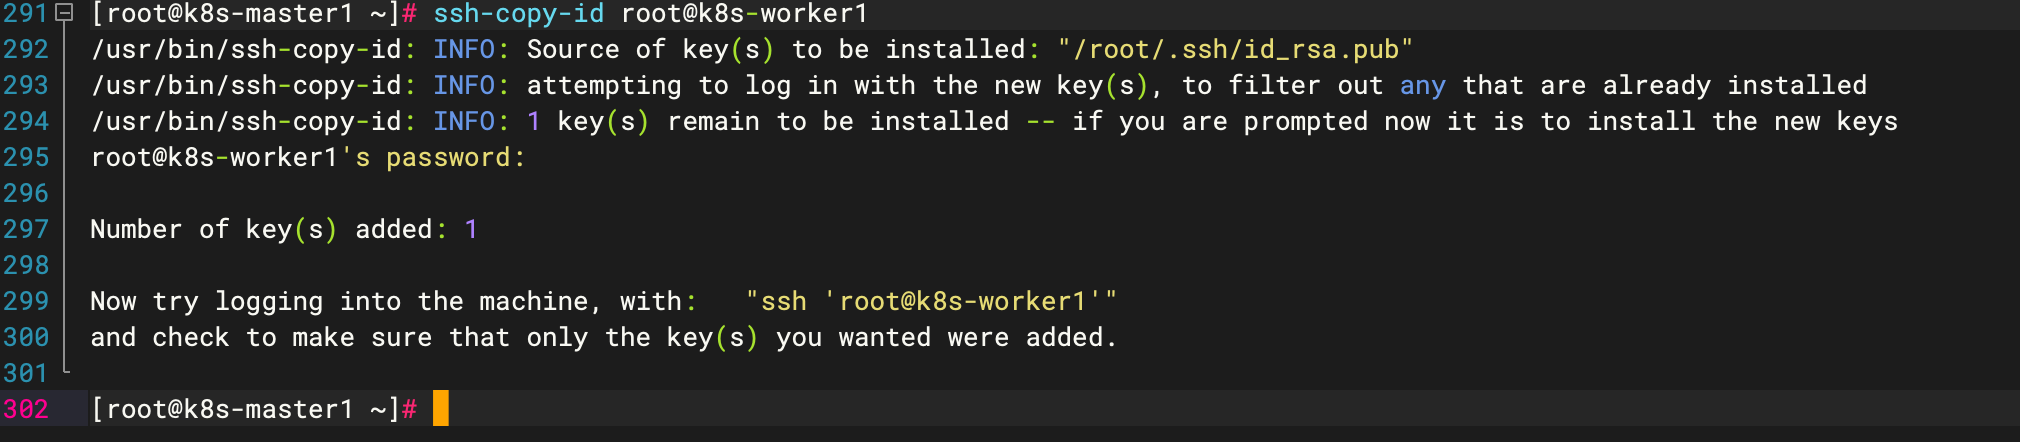 291 [root@k8s-master1 ~]# ssh-copy-id root@k8s-worker1
292 /usr/bin/ssh-copy-id: INFO: Source of key(s) to be installed: "/root/.ssh/id_rsa.pub"
293 /usr/bin/ssh-copy-id: INFO: attempting to log in with the new key(s), to filter out any that are already installed
294 /usr/bin/ssh-copy-id: INFO: 1 key(s) remain to be installed -- if you are prompted now it is to install the new keys
295 root@k8s-worker1's password:
296
297 Number of key(s) added: 1
298
299 Now try logging into the machine, with:   "ssh 'root@k8s-worker1'"
300 and check to make sure that only the key(s) you wanted were added.
301
302 [root@k8s-master1 ~]#